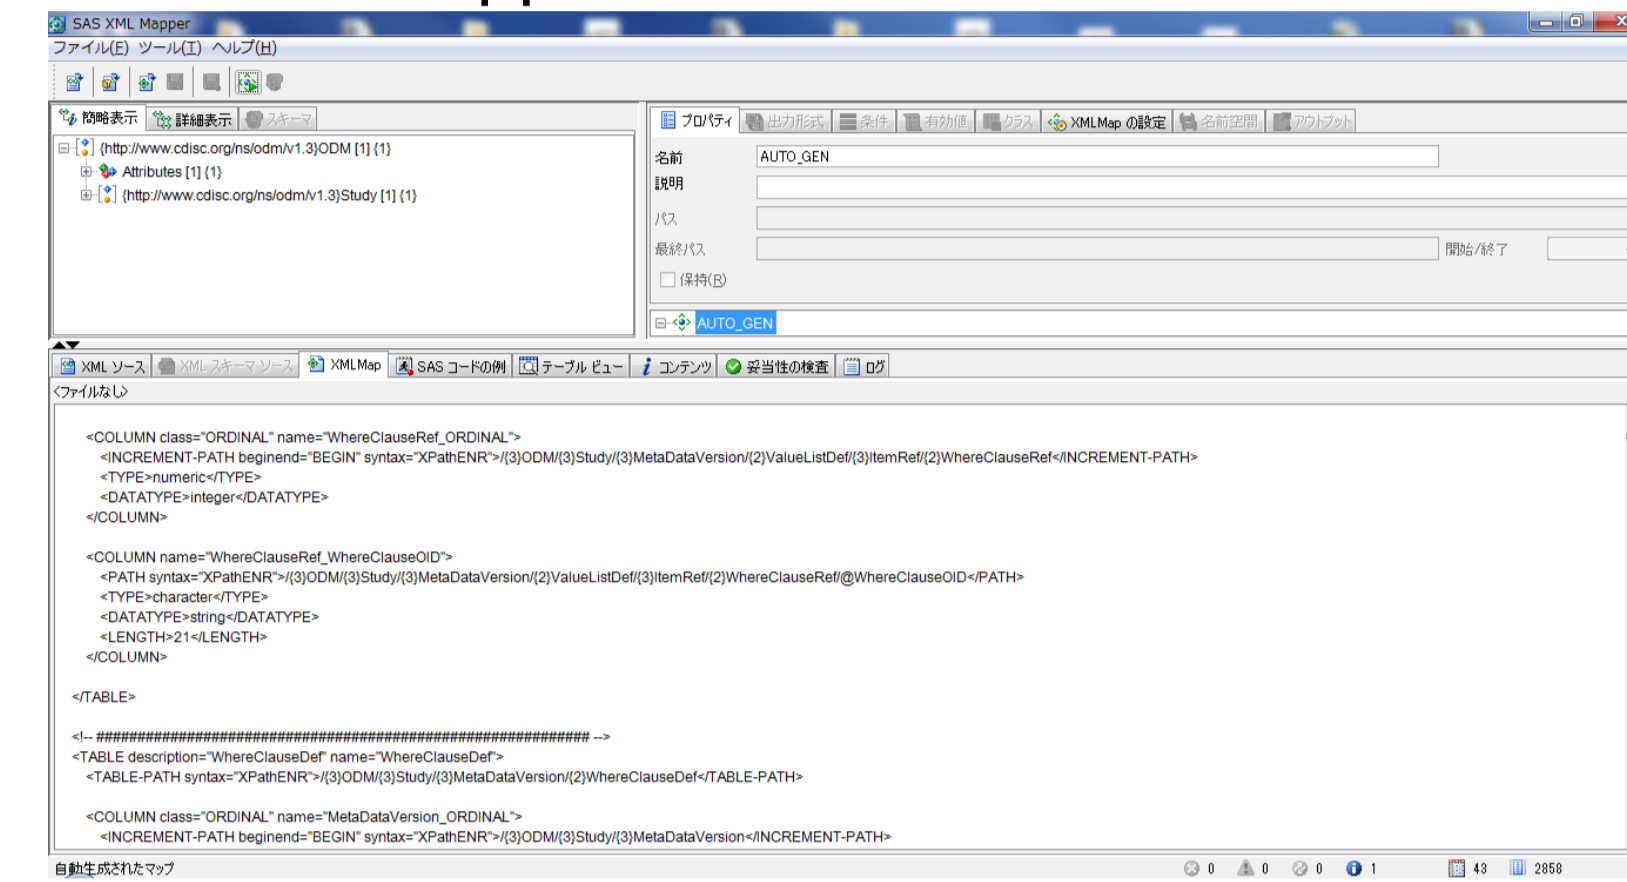 SAS XML Mapper
ファイル(F) ツール(T) ヘルプ(H)
簡略表示 詳細表示 スキーマ
{http://www.cdisc.org/ns/odm/v1.3}ODM [1] {1}
Attributes [1] {1}
{http://www.cdisc.org/ns/odm/v1.3}Study [1] {1}
プロパティ 出力形式 条件 有効値 クラス XMLMap の設定 名前空間 アウトプット
名前 AUTO_GEN
説明
パス
最終パス 開始/終了
保持(R)
AUTO_GEN
XML ソース XML スキーマ ソース XMLMap SAS コードの例 テーブル ビュー コンテンツ 妥当性の検査 ログ
<ファイルなし>
<COLUMN class="ORDINAL" name="WhereClauseRef_ORDINAL">
<INCREMENT-PATH beginend="BEGIN" syntax="XPathENR">/{3}ODM/{3}Study/{3}MetaDataVersion/{2}ValueListDef/{3}ItemRef/{2}WhereClauseRef</INCREMENT-PATH>
<TYPE>numeric</TYPE>
<DATATYPE>integer</DATATYPE>
</COLUMN>
<COLUMN name="WhereClauseRef_WhereClauseOID">
<PATH syntax="XPathENR">/{3}ODM/{3}Study/{3}MetaDataVersion/{2}ValueListDef/{3}ItemRef/{2}WhereClauseRef/@WhereClauseOID</PATH>
<TYPE>character</TYPE>
<DATATYPE>string</DATATYPE>
<LENGTH>21</LENGTH>
</COLUMN>
</TABLE>
<!-- ############################################################ -->
<TABLE description="WhereClauseDef" name="WhereClauseDef">
<TABLE-PATH syntax="XPathENR">/{3}ODM/{3}Study/{3}MetaDataVersion/{2}WhereClauseDef</TABLE-PATH>
<COLUMN class="ORDINAL" name="MetaDataVersion_ORDINAL">
<INCREMENT-PATH beginend="BEGIN" syntax="XPathENR">/{3}ODM/{3}Study/{3}MetaDataVersion</INCREMENT-PATH>
自動生成されたマップ 0 0 0 1 43 2858